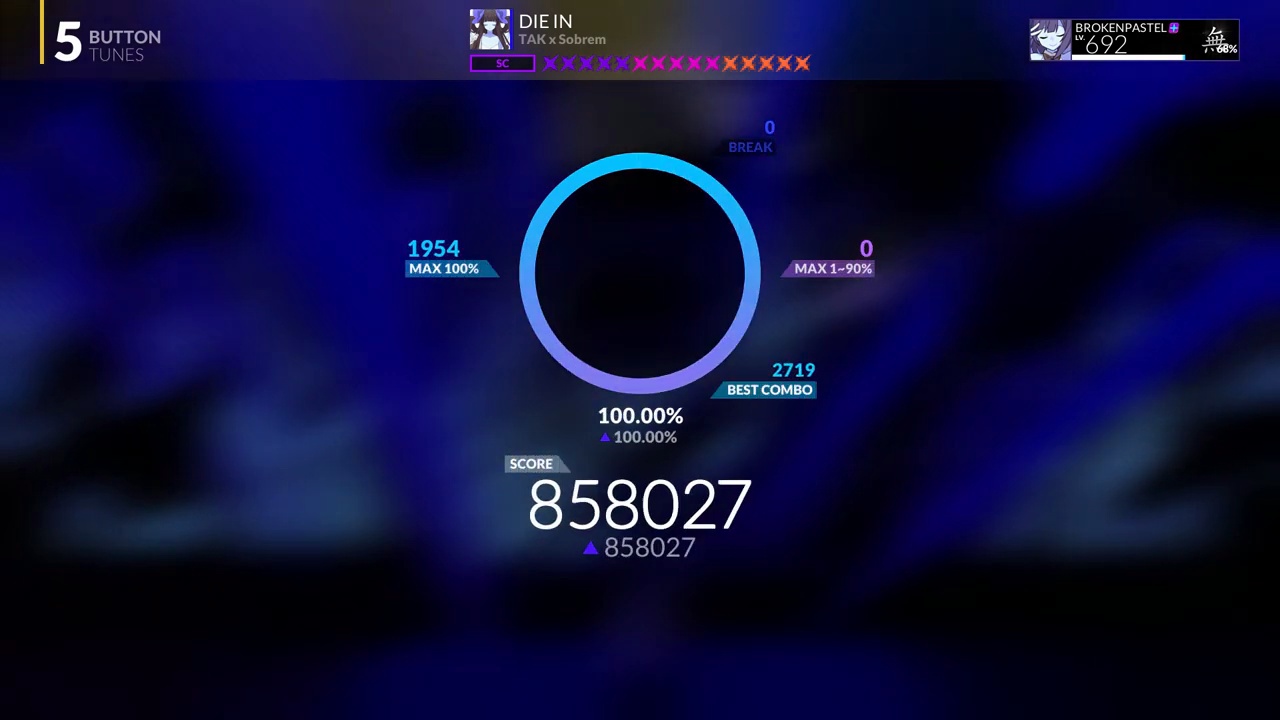 5 BUTTON
TUNES
DIE IN
TAK x Sobrem
SC
BROKENPASTEL
LV. 692
無
68%
0
BREAK
1954
MAX 100%
0
MAX 1~90%
2719
BEST COMBO
100.00%
100.00%
SCORE
858027
858027